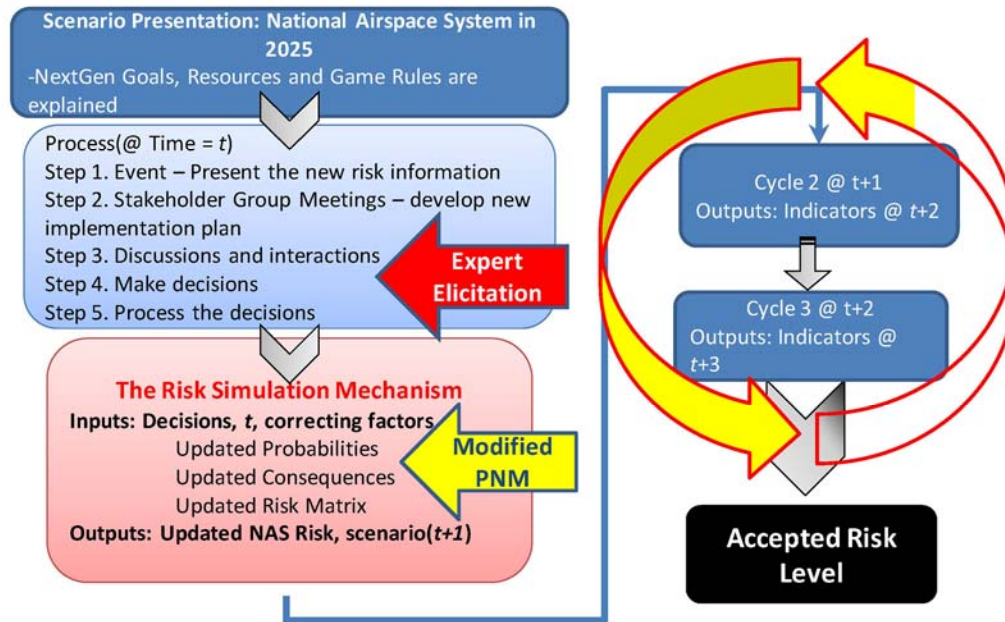 Scenario Presentation: National Airspace System in
2025
-NextGen Goals, Resources and Game Rules are
explained
Process(@ Time = t)
Step 1. Event – Present the new risk information
Step 2. Stakeholder Group Meetings – develop new
implementation plan
Step 3. Discussions and interactions
Step 4. Make decisions
Step 5. Process the decisions
Expert
Elicitation
The Risk Simulation Mechanism
Inputs: Decisions, t, correcting factors
Updated Probabilities
Updated Consequences
Updated Risk Matrix
Outputs: Updated NAS Risk, scenario(t+1)
Modified
PNM
Cycle 2 @ t+1
Outputs: Indicators @ t+2
Cycle 3 @ t+2
Outputs: Indicators @
t+3
Accepted Risk
Level